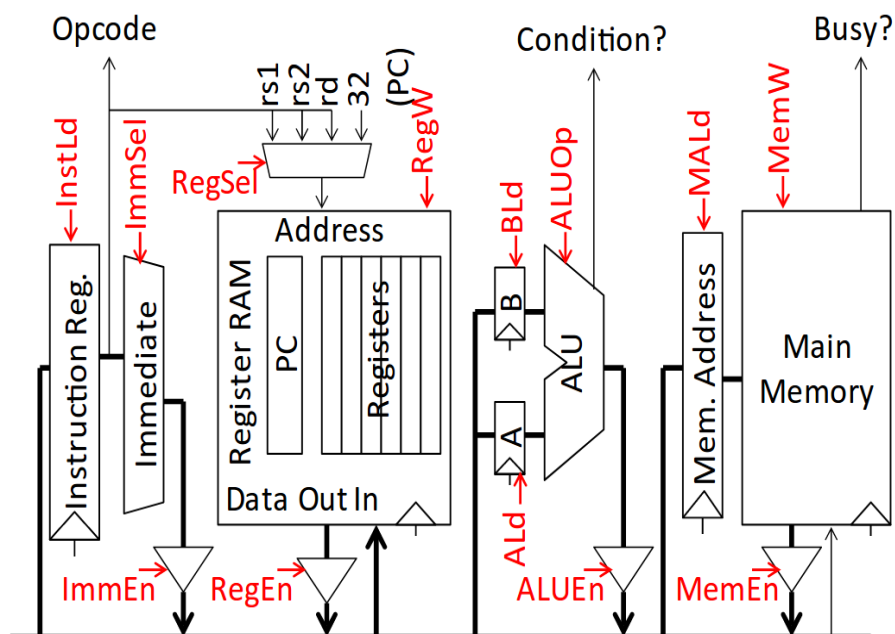 Opcode
Condition?
Busy?
rs1
rs2
rd
32
(PC)
InstLd
ImmSel
RegSel
RegW
BLd
ALUOp
MALd
MemW
Address
Instruction Reg.
Immediate
Register RAM
PC
Registers
Data Out In
B
A
ALU
Mem. Address
Main
Memory
ALd
ImmEn
RegEn
ALUEn
MemEn